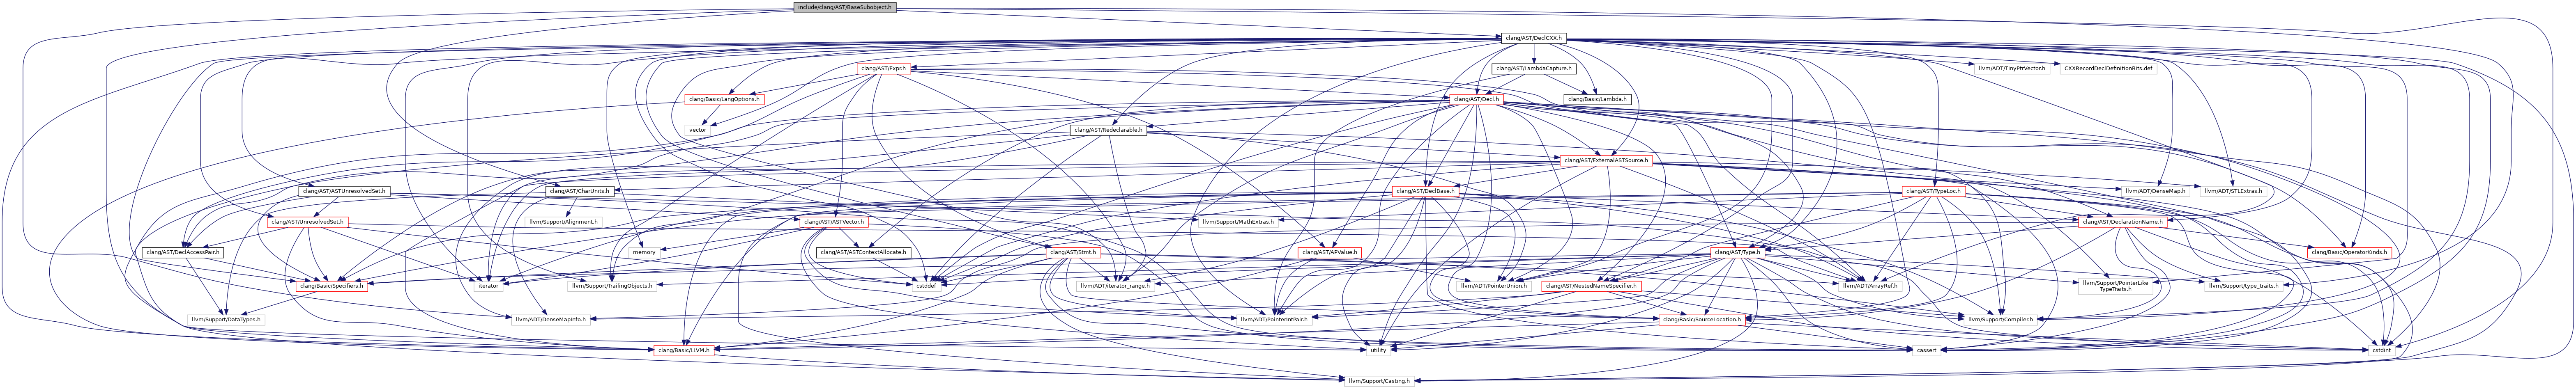 include/clang/AST/BaseSubobject.h
clang/AST/DeclCXX.h
clang/AST/Expr.h
clang/AST/LambdaCapture.h
llvm/ADT/TinyPtrVector.h
CXXRecordDeclDefinitionBits.def
clang/Basic/LangOptions.h
clang/AST/Decl.h
clang/Basic/Lambda.h
vector
clang/AST/Redeclarable.h
clang/AST/ExternalASTSource.h
clang/AST/ASTUnresolvedSet.h
clang/AST/CharUnits.h
clang/AST/DeclBase.h
clang/AST/TypeLoc.h
llvm/ADT/DenseMap.h
llvm/ADT/STLExtras.h
clang/AST/UnresolvedSet.h
llvm/Support/Alignment.h
clang/AST/ASTVector.h
llvm/Support/MathExtras.h
clang/AST/DeclarationName.h
clang/AST/DeclAccessPair.h
memory
clang/AST/ASTContextAllocate.h
clang/AST/Stmt.h
clang/AST/APValue.h
clang/AST/Type.h
clang/Basic/OperatorKinds.h
clang/Basic/Specifiers.h
iterator
llvm/Support/TrailingObjects.h
cstddef
llvm/ADT/iterator_range.h
llvm/ADT/PointerUnion.h
clang/AST/NestedNameSpecifier.h
llvm/ADT/ArrayRef.h
llvm/Support/PointerLike
TypeTraits.h
llvm/Support/type_traits.h
llvm/Support/DataTypes.h
llvm/ADT/DenseMapInfo.h
llvm/ADT/PointerIntPair.h
clang/Basic/SourceLocation.h
llvm/Support/Compiler.h
clang/Basic/LLVM.h
utility
cassert
cstdint
llvm/Support/Casting.h